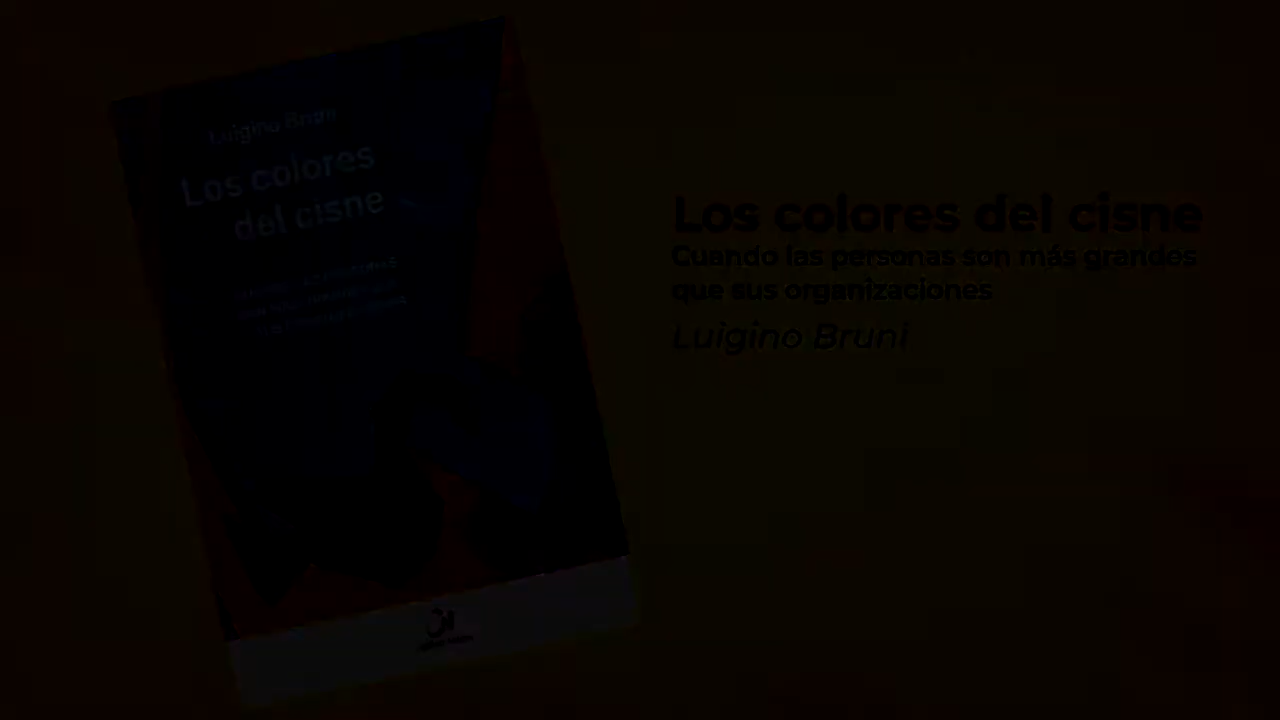 Luigino Bruni
Los colores
del cisne
Los colores del cisne
Cuando las personas son más grandes
que sus organizaciones
Luigino Bruni